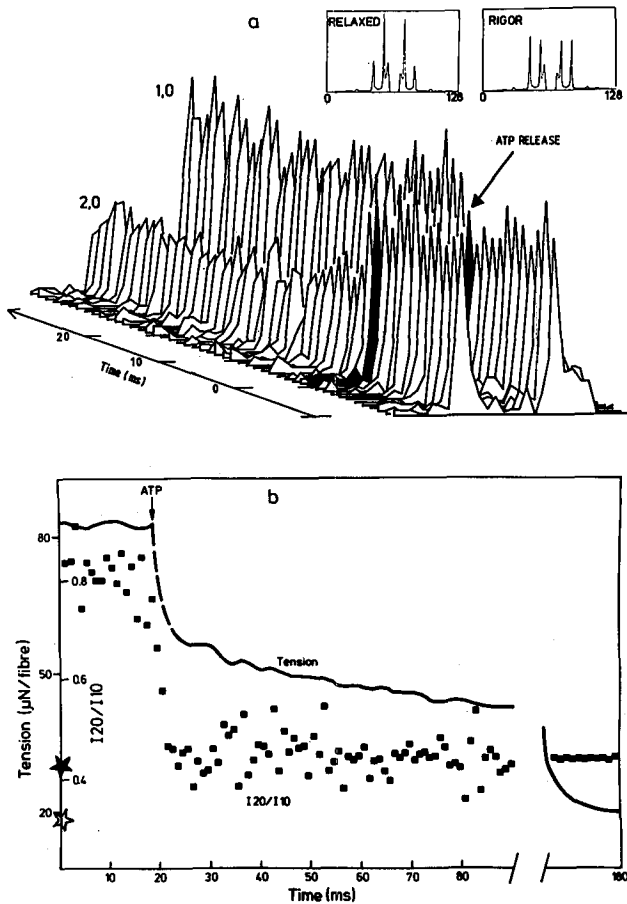 a
RELAXED
0
128
RIGOR
0
128
1,0
ATP RELEASE
2,0
20
10
0
Time (ms)
b
ATP
80
0.8
Tension
50
0.6
Tension (µN/fibre)
I20/I10
0.4
I20/I10
20
10
20
30
40
50
60
70
80
180
Time (ms)